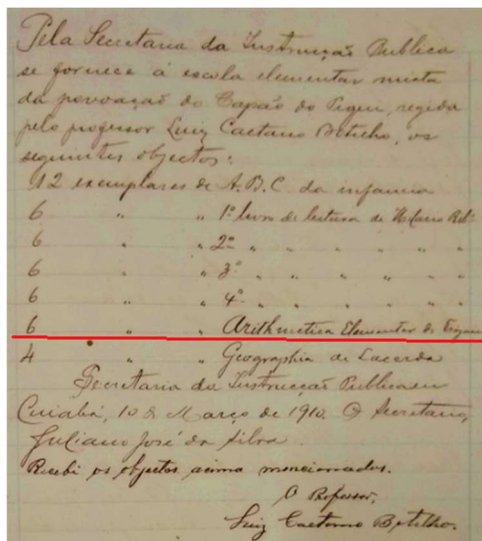 Pela Secretaria da Instrucção Publica
se fornece á escola elementar mixta
da povoação do Capão do Piqui, regida
pelo professor Luiz Caetano Botelho, os
seguintes objectos:
12 exemplares de A.B.C. da infancia
6 " " 1º livro de leitura de Hilario Rib.
6 " " 2º " " " "
6 " " 3º " " " " "
6 " " 4º " " " " "
6 " " Arithmetica Elementar de
4 " " Geographia de Lacerda
Secretaria da Instrucção Publica em
Cuiabá, 10 de Março de 1910. O Secretario,
Juliano José da Silva.
Recebi os objectos acima mencionados.
O Professor,
Luiz Caetano Botelho.